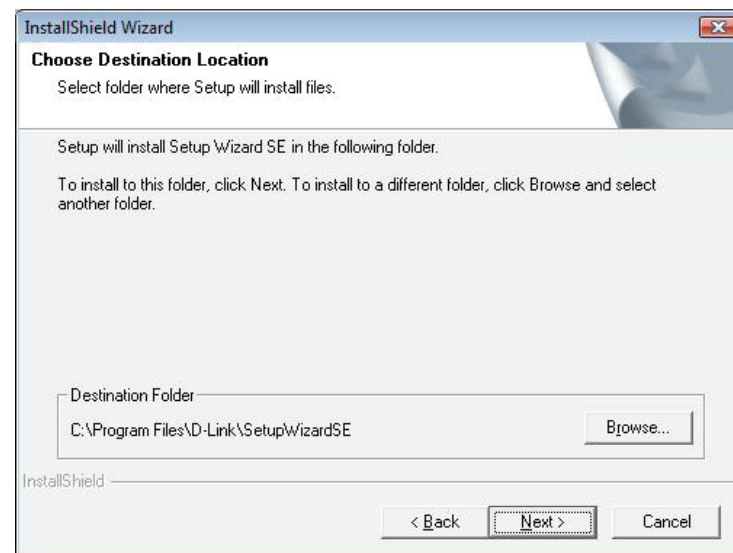 InstallShield Wizard
Choose Destination Location
Select folder where Setup will install files.
Setup will install Setup Wizard SE in the following folder.
To install to this folder, click Next. To install to a different folder, click Browse and select
another folder.
Destination Folder
C:\Program Files\D-Link\SetupWizardSE
Browse...
InstallShield
< Back
Next >
Cancel